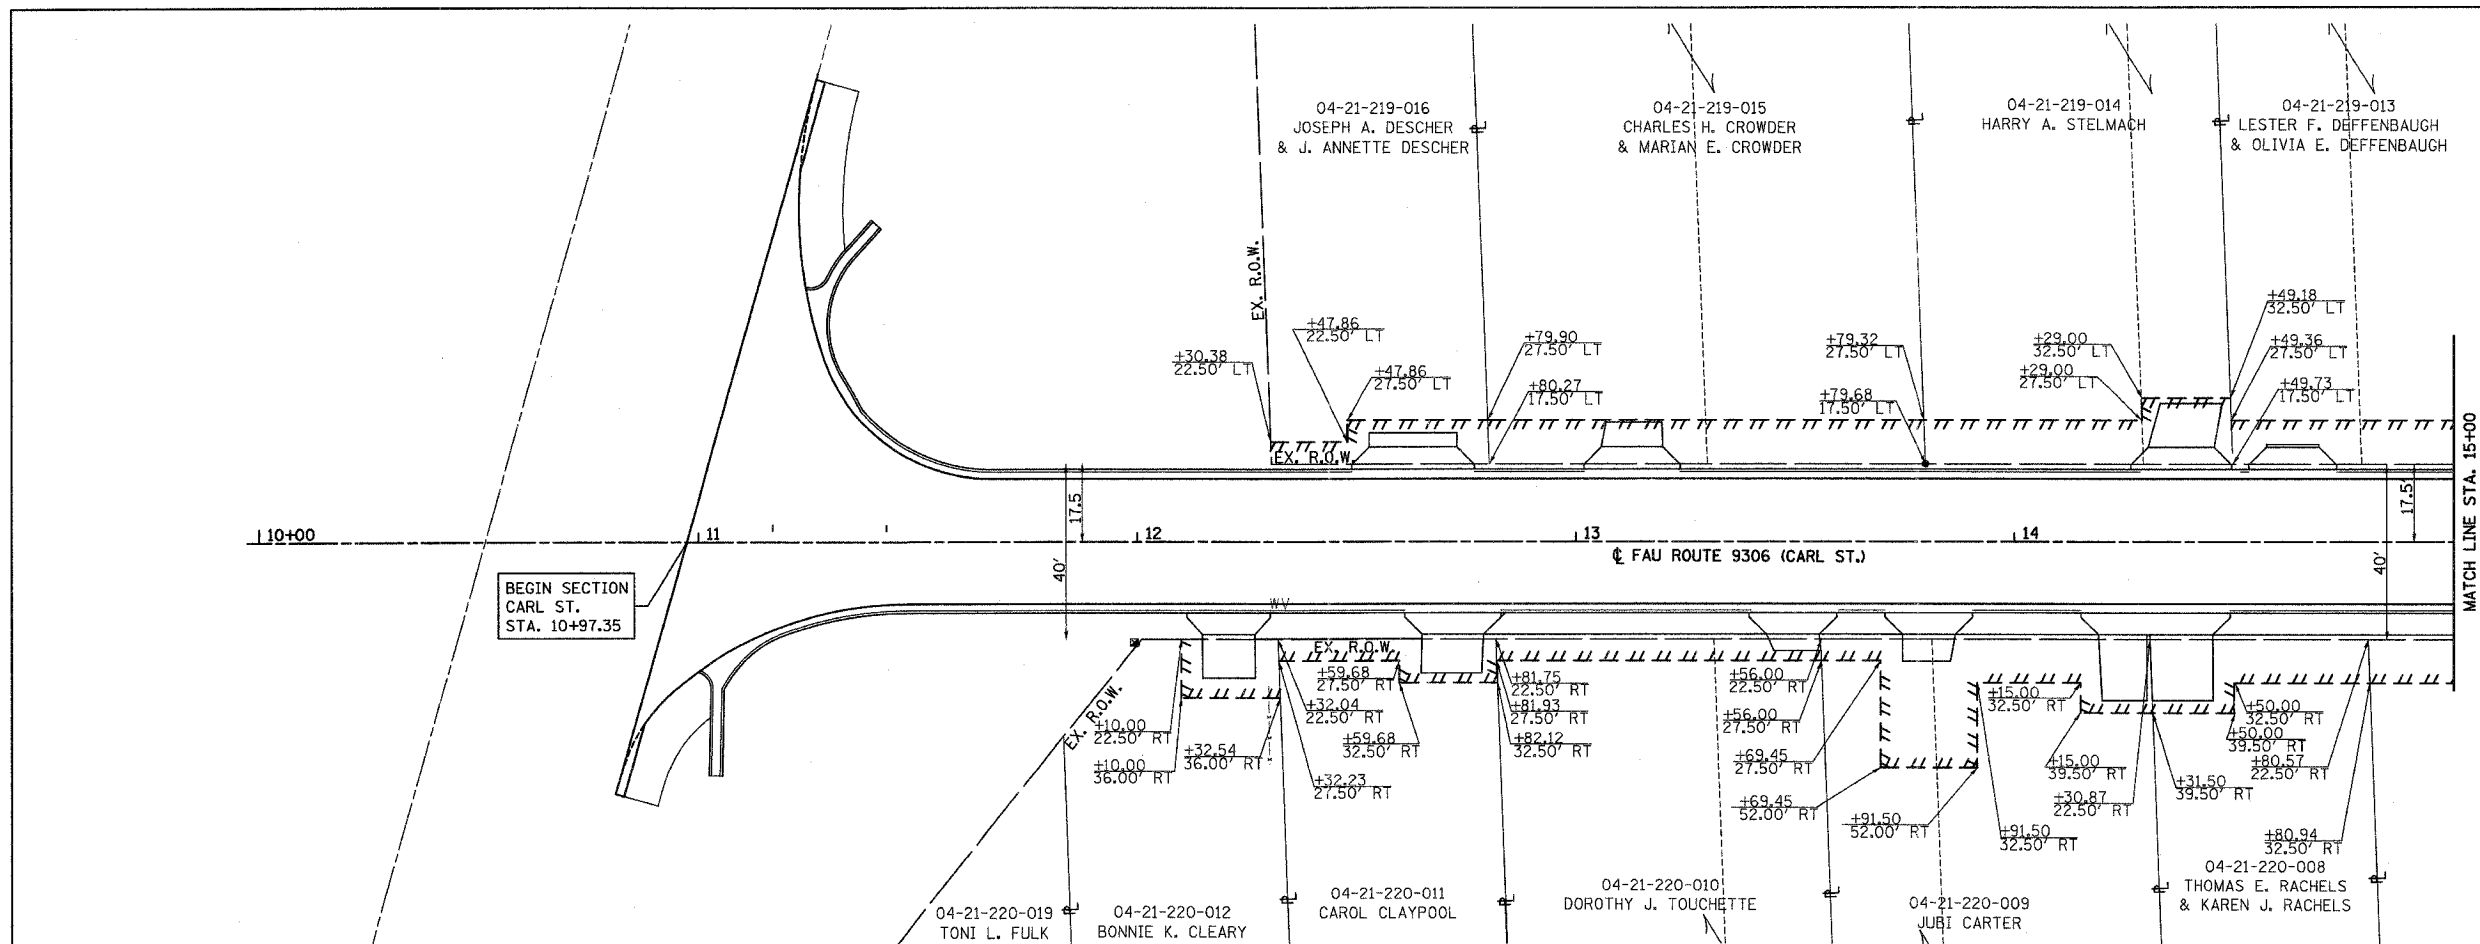 04-21-219-016
JOSEPH A. DESCHER
& J. ANNETTE DESCHER
04-21-219-015
CHARLES H. CROWDER
& MARIAN E. CROWDER
04-21-219-014
HARRY A. STELMACH
04-21-219-013
LESTER F. DEFFENBAUGH
& OLIVIA E. DEFFENBAUGH
EX. R.O.W.
+30.38
22.50' LT
+47.86
22.50' LT
+47.86
27.50' LT
+79.90
27.50' LT
+80.27
17.50' LT
+79.32
27.50' LT
+79.68
17.50' LT
+29.00
32.50' LT
+29.00
27.50' LT
+49.18
32.50' LT
+49.36
27.50' LT
+49.73
17.50' LT
EX. R.O.W.
MATCH LINE STA. 15+00
17.5
17.5'
10+00
11
12
13
14
℄ FAU ROUTE 9306 (CARL ST.)
40'
40'
BEGIN SECTION
CARL ST.
STA. 10+97.35
WV
EX. R.O.W.
EX. R.O.W.
+10.00
22.50' RT
+10.00
36.00' RT
+32.54
36.00' RT
+32.04
22.50' RT
+32.23
27.50' RT
+59.68
27.50' RT
+59.68
32.50' RT
+81.75
22.50' RT
+81.93
27.50' RT
+82.12
32.50' RT
+56.00
22.50' RT
+56.00
27.50' RT
+69.45
27.50' RT
+69.45
52.00' RT
+91.50
52.00' RT
+91.50
32.50' RT
+15.00
32.50' RT
+15.00
39.50' RT
+30.87
22.50' RT
+31.50
39.50' RT
+50.00
32.50' RT
+50.00
39.50' RT
+80.57
22.50' RT
+80.94
32.50' RT
04-21-220-019
TONI L. FULK
04-21-220-012
BONNIE K. CLEARY
04-21-220-011
CAROL CLAYPOOL
04-21-220-010
DOROTHY J. TOUCHETTE
04-21-220-009
JUBI CARTER
04-21-220-008
THOMAS E. RACHELS
& KAREN J. RACHELS